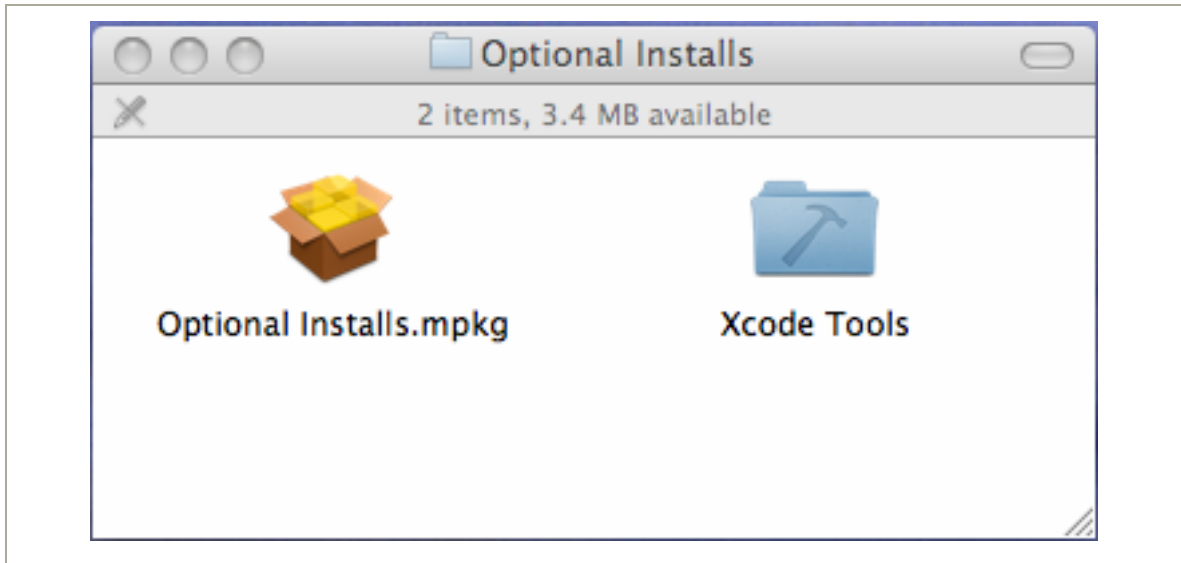 Optional Installs
2 items, 3.4 MB available
Optional Installs.mpkg
Xcode Tools